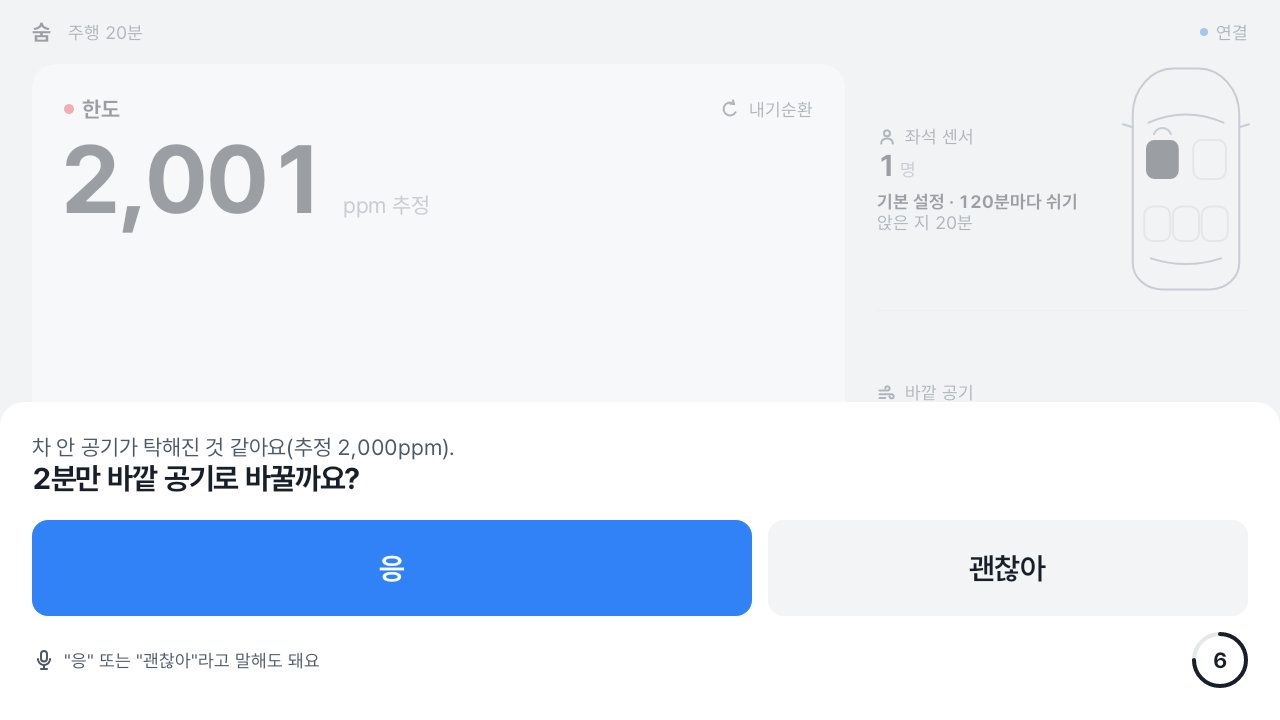 숨 주행 20분
연결
한도
내기순환
2,001 ppm 추정
좌석 센서
1 명
기본 설정 · 120분마다 쉬기
앉은 지 20분
바깥 공기
차 안 공기가 탁해진 것 같아요(추정 2,000ppm).
2분만 바깥 공기로 바꿀까요?
응
괜찮아
"응" 또는 "괜찮아"라고 말해도 돼요
6